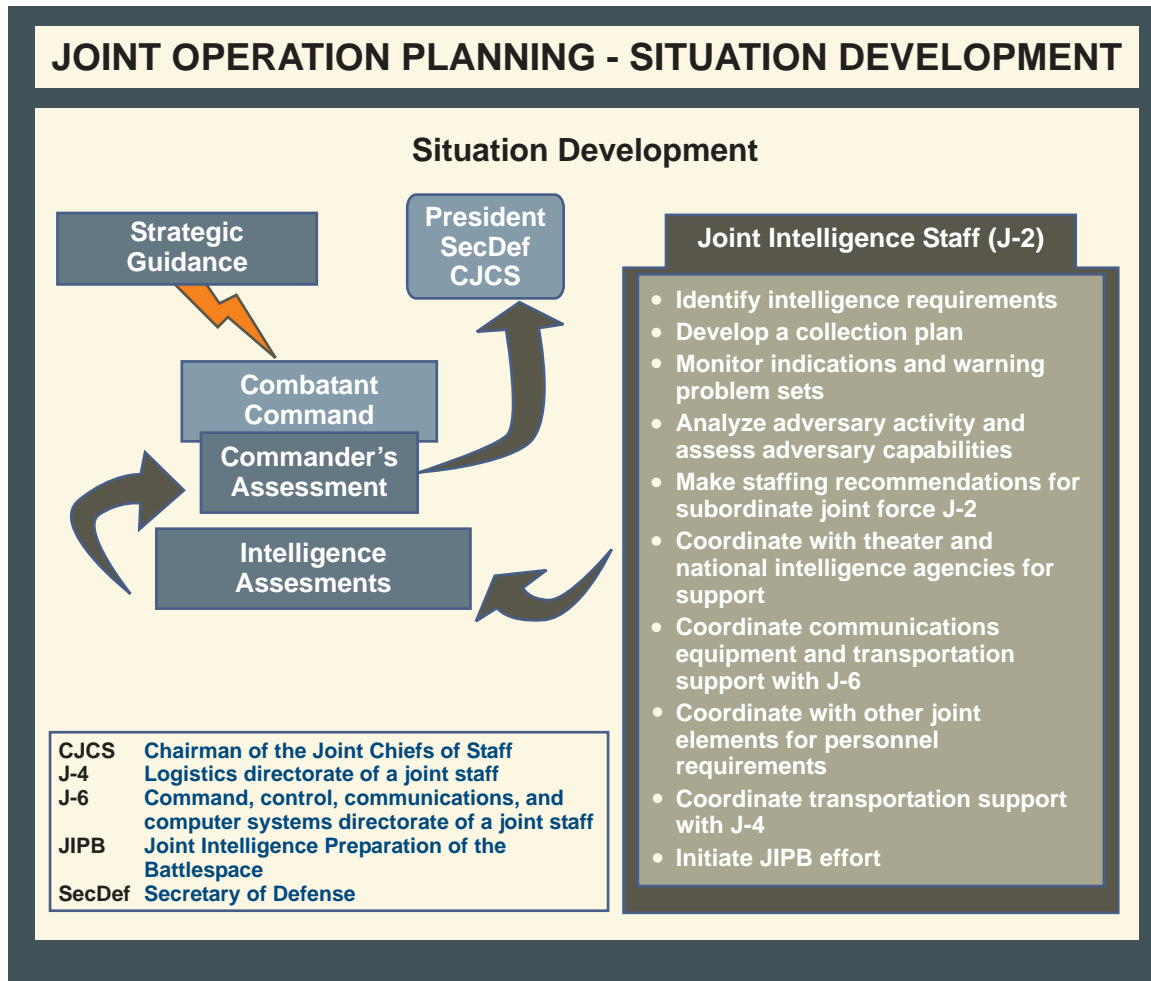 JOINT OPERATION PLANNING - SITUATION DEVELOPMENT
Situation Development
Strategic
Guidance
President
SecDef
CJCS
Combatant
Command
Commander’s
Assessment
Intelligence
Assesments
Joint Intelligence Staff (J-2)
• Identify intelligence requirements
• Develop a collection plan
• Monitor indications and warning
problem sets
• Analyze adversary activity and
assess adversary capabilities
• Make staffing recommendations for
subordinate joint force J-2
• Coordinate with theater and
national intelligence agencies for
support
• Coordinate communications
equipment and transportation
support with J-6
• Coordinate with other joint
elements for personnel
requirements
• Coordinate transportation support
with J-4
• Initiate JIPB effort
CJCS Chairman of the Joint Chiefs of Staff
J-4 Logistics directorate of a joint staff
J-6 Command, control, communications, and
computer systems directorate of a joint staff
JIPB Joint Intelligence Preparation of the
Battlespace
SecDef Secretary of Defense